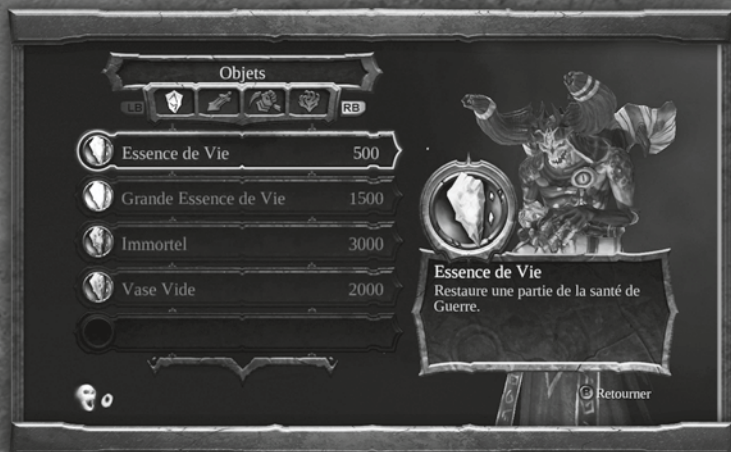 Objets
LB
RB
Essence de Vie 500
Grande Essence de Vie 1500
Immortel 3000
Vase Vide 2000
Essence de Vie
Restaure une partie de la santé de
Guerre.
0
B Retourner